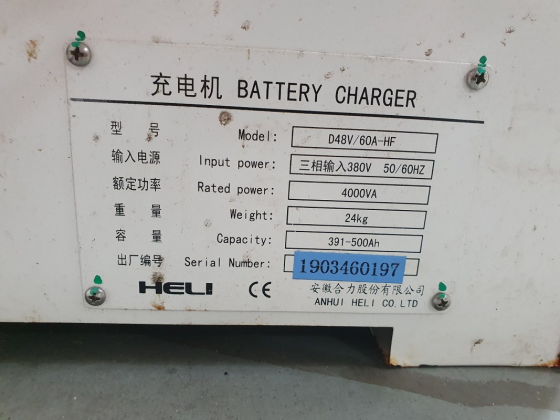 充电机 BATTERY CHARGER
型 号 Model: D48V/60A-HF
输入电源 Input power: 三相输入380V 50/60HZ
额定功率 Rated power: 4000VA
重 量 Weight: 24kg
容 量 Capacity: 391-500Ah
出厂编号 Serial Number: 1903460197
HELI CE 安徽合力股份有限公司
ANHUI HELI CO.LTD